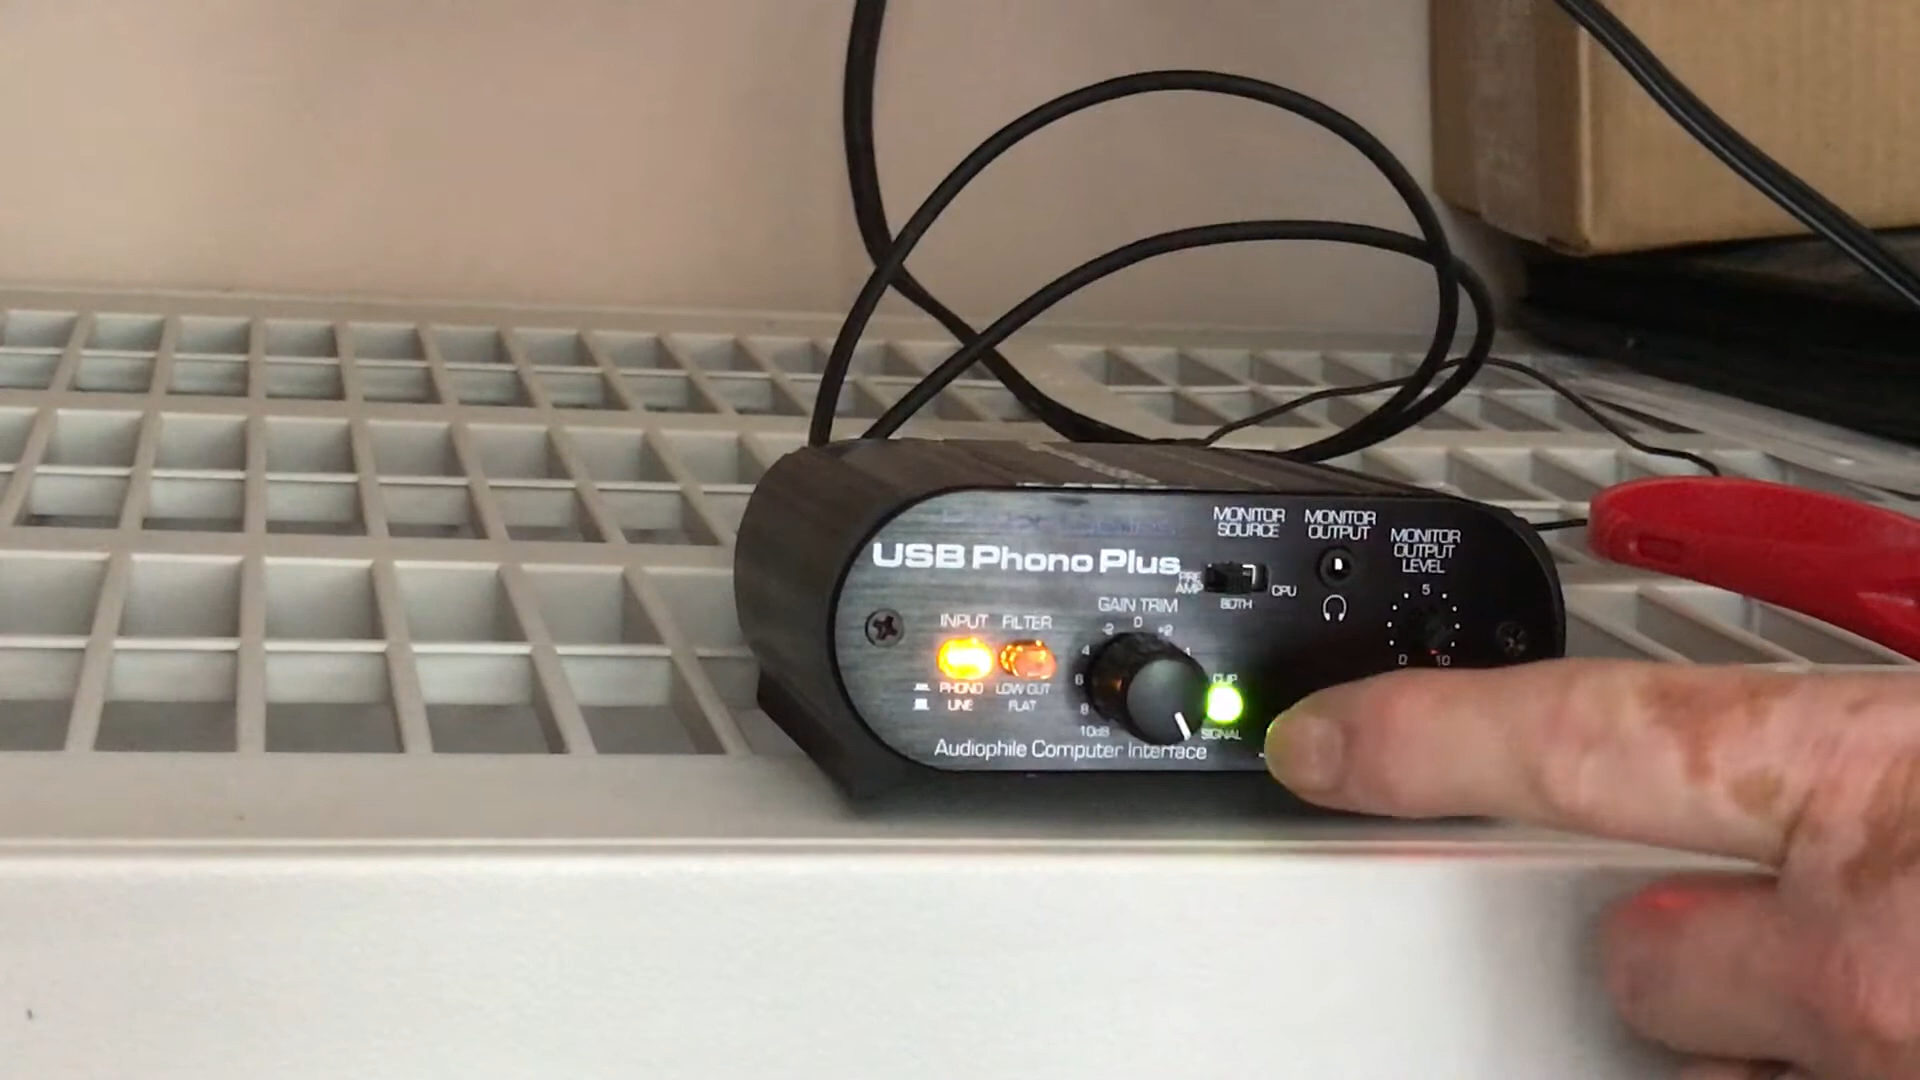 USB Phono Plus
MONITOR
SOURCE
PRE
AMP
BOTH
CPU
MONITOR
OUTPUT
MONITOR
OUTPUT
LEVEL
5
0
10
INPUT
PHONO
LINE
FILTER
LOW CUT
FLAT
GAIN TRIM
-2
0
+2
4
6
8
10dB
CLIP
SIGNAL
Audiophile Computer Interface